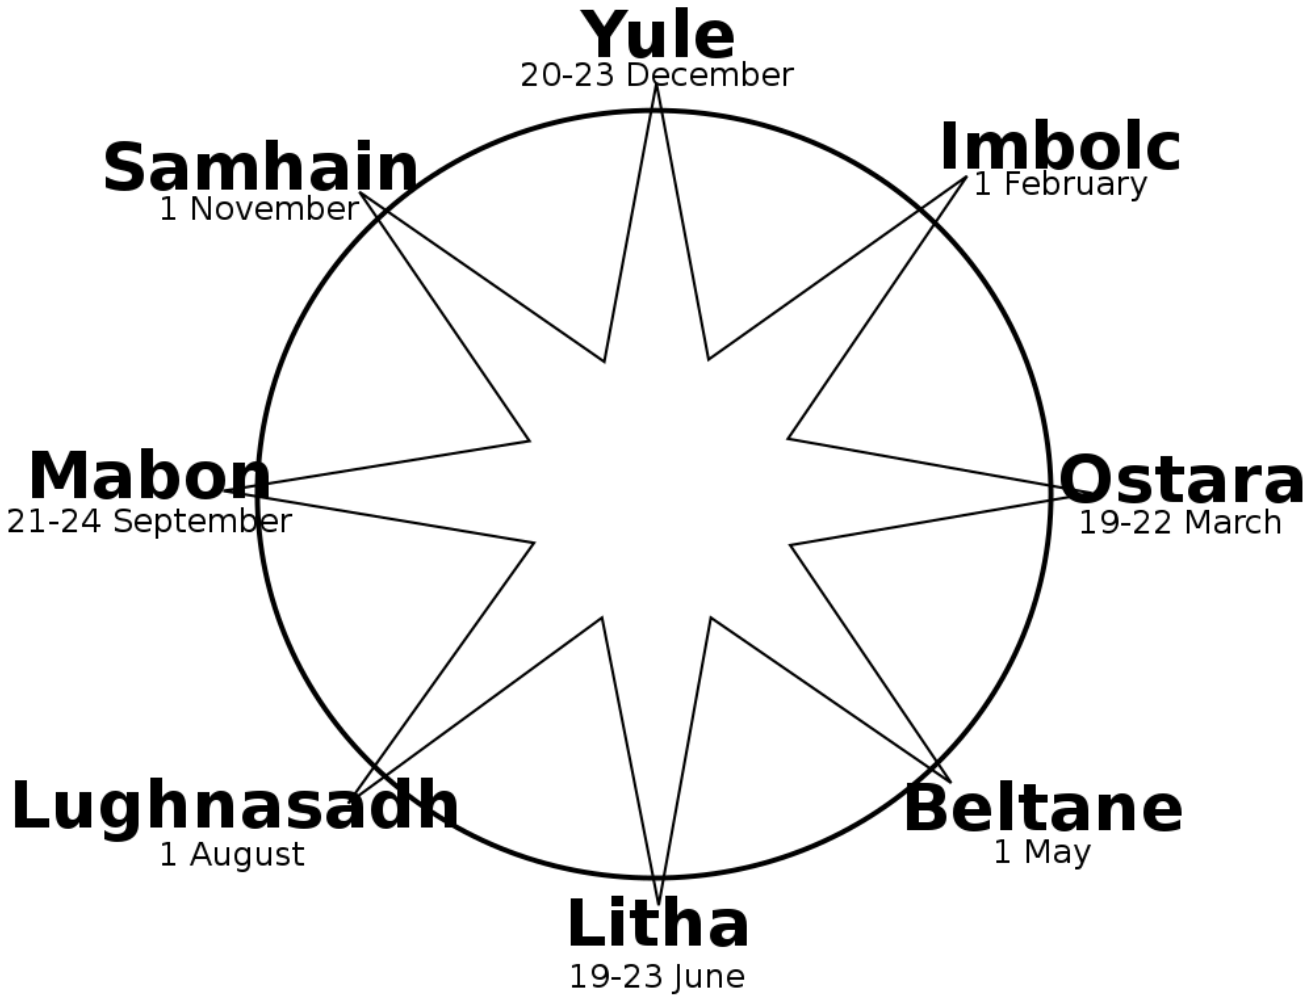 Yule
20-23 December
Imbolc
1 February
Samhain
1 November
Ostara
19-22 March
Mabon
21-24 September
Beltane
1 May
Lughnasadh
1 August
Litha
19-23 June